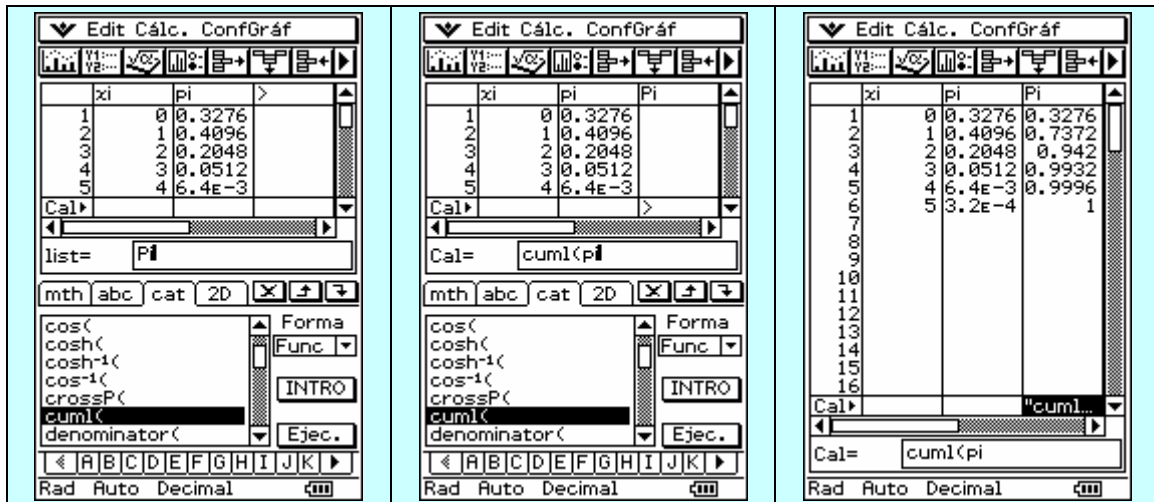 Edit Cálc. ConfGráf
xi pi >
1 0 0.3276
2 1 0.4096
3 2 0.2048
4 3 0.0512
5 4 6.4E-3
Cal▸
list= Pi
mth abc cat 2D
cos( Forma
cosh( Func
cosh⁻¹(
cos⁻¹( INTRO
crossP(
cuml(
denominator( Ejec.
A B C D E F G H I J K
Rad Auto Decimal
Edit Cálc. ConfGráf
xi pi Pi
1 0 0.3276
2 1 0.4096
3 2 0.2048
4 3 0.0512
5 4 6.4E-3
Cal▸ >
Cal= cuml(pi
mth abc cat 2D
cos( Forma
cosh( Func
cosh⁻¹(
cos⁻¹( INTRO
crossP(
cuml(
denominator( Ejec.
A B C D E F G H I J K
Rad Auto Decimal
Edit Cálc. ConfGráf
xi pi Pi
1 0 0.3276 0.3276
2 1 0.4096 0.7372
3 2 0.2048 0.942
4 3 0.0512 0.9932
5 4 6.4E-3 0.9996
6 5 3.2E-4 1
7
8
9
10
11
12
13
14
15
16
Cal▸ "cuml...
Cal= cuml(pi
Rad Auto Decimal